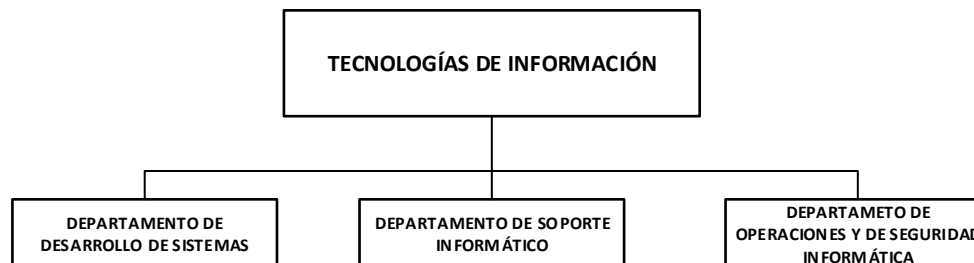 TECNOLOGÍAS DE INFORMACIÓN
DEPARTAMENTO DE
DESARROLLO DE SISTEMAS
DEPARTAMENTO DE SOPORTE
INFORMÁTICO
DEPARTAMETO DE
OPERACIONES Y DE SEGURIDAD
INFORMÁTICA